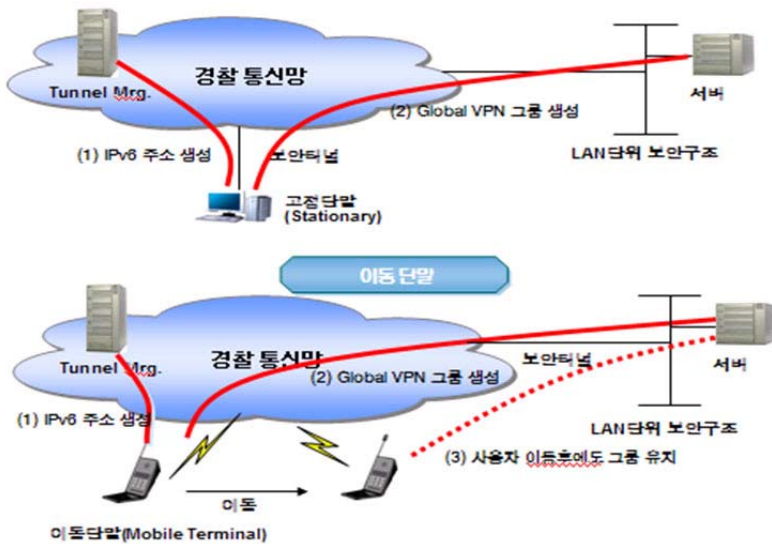 경찰 통신망
Tunnel Mrg.
(2) Global VPN 그룹 생성
서버
(1) IPv6 주소 생성
보안터널
LAN단위 보안구조
고정단말
(Stationary)
이동 단말
경찰 통신망
Tunnel Mrg.
보안터널
서버
(2) Global VPN 그룹 생성
(1) IPv6 주소 생성
LAN단위 보안구조
(3) 사용자 이동후에도 그룹 유지
이동
이동단말(Mobile Terminal)